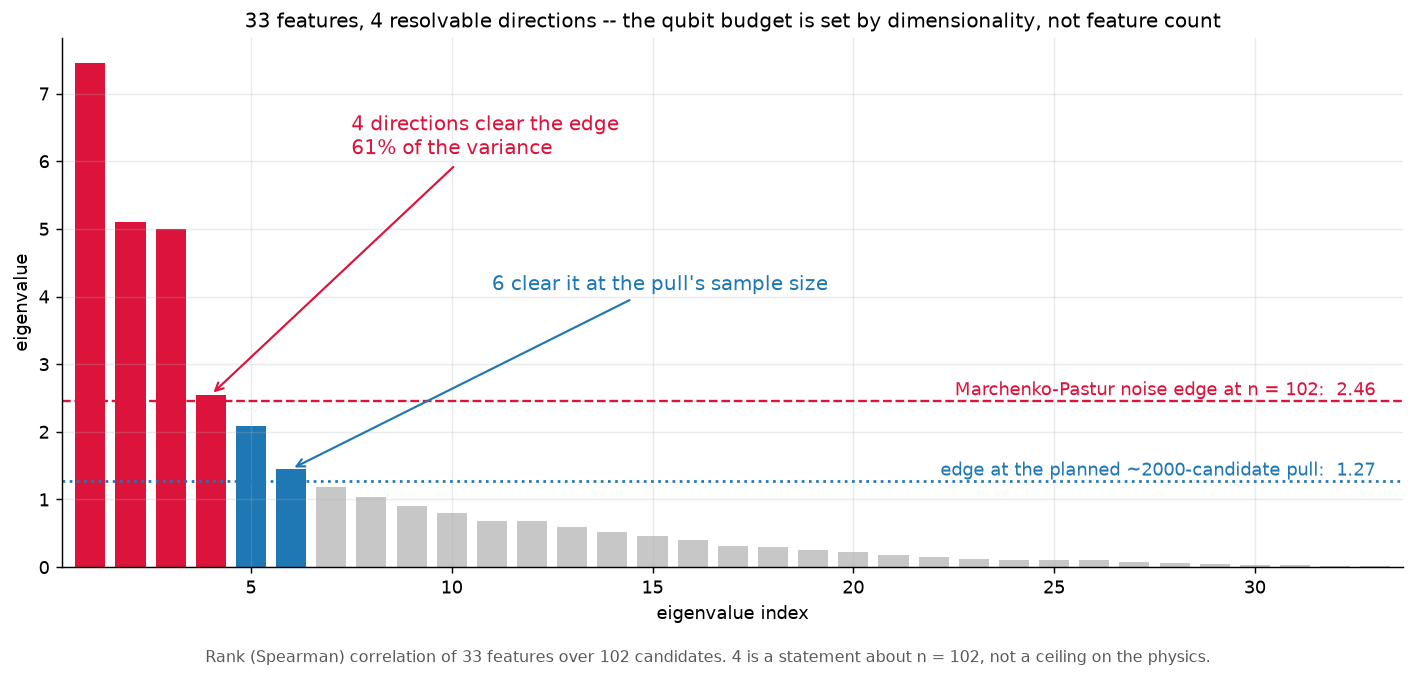 33 features, 4 resolvable directions -- the qubit budget is set by dimensionality, not feature count
7
6
5
4
3
2
1
0
eigenvalue
4 directions clear the edge
61% of the variance
6 clear it at the pull's sample size
Marchenko-Pastur noise edge at n = 102:  2.46
edge at the planned ~2000-candidate pull:  1.27
5
10
15
20
25
30
eigenvalue index
Rank (Spearman) correlation of 33 features over 102 candidates. 4 is a statement about n = 102, not a ceiling on the physics.